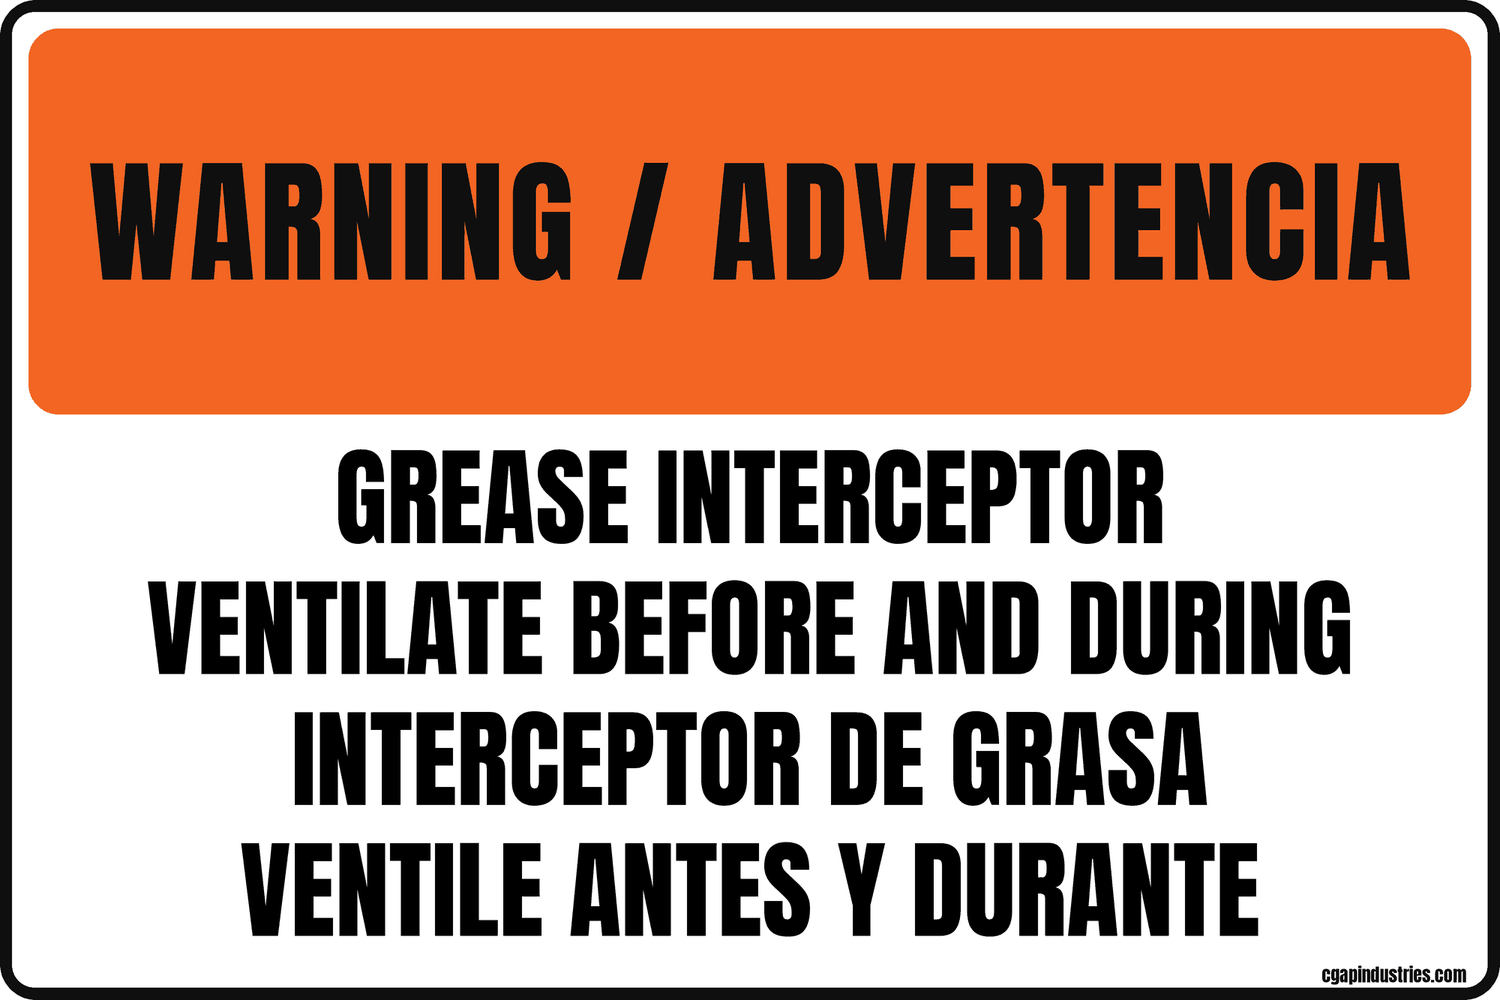 WARNING / ADVERTENCIA
GREASE INTERCEPTOR
VENTILATE BEFORE AND DURING
INTERCEPTOR DE GRASA
VENTILE ANTES Y DURANTE
cgapindustries.com